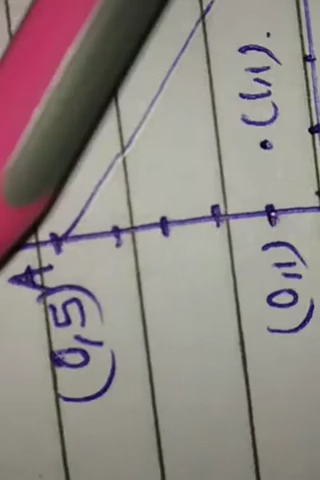 A
(0,5)
(0,1)
(1,1).